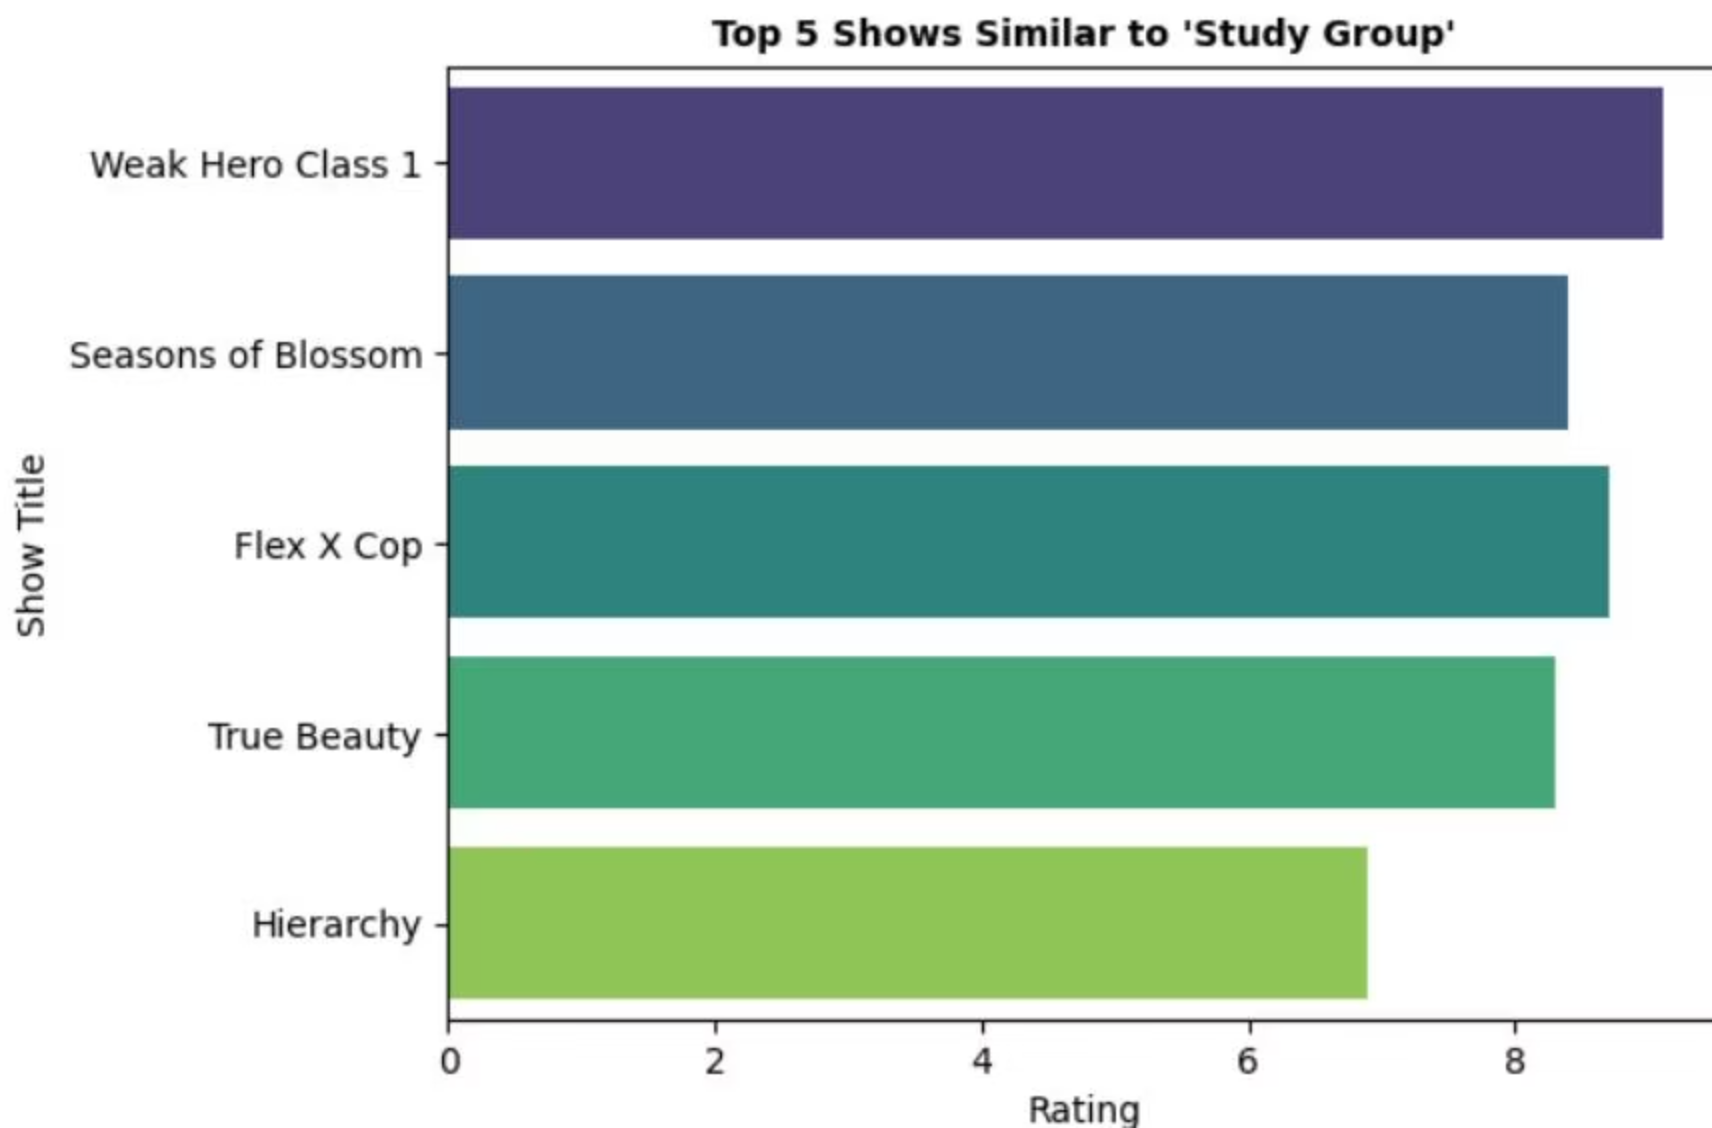 Top 5 Shows Similar to 'Study Group'
Weak Hero Class 1
Seasons of Blossom
Flex X Cop
True Beauty
Hierarchy
Show Title
0 2 4 6 8
Rating